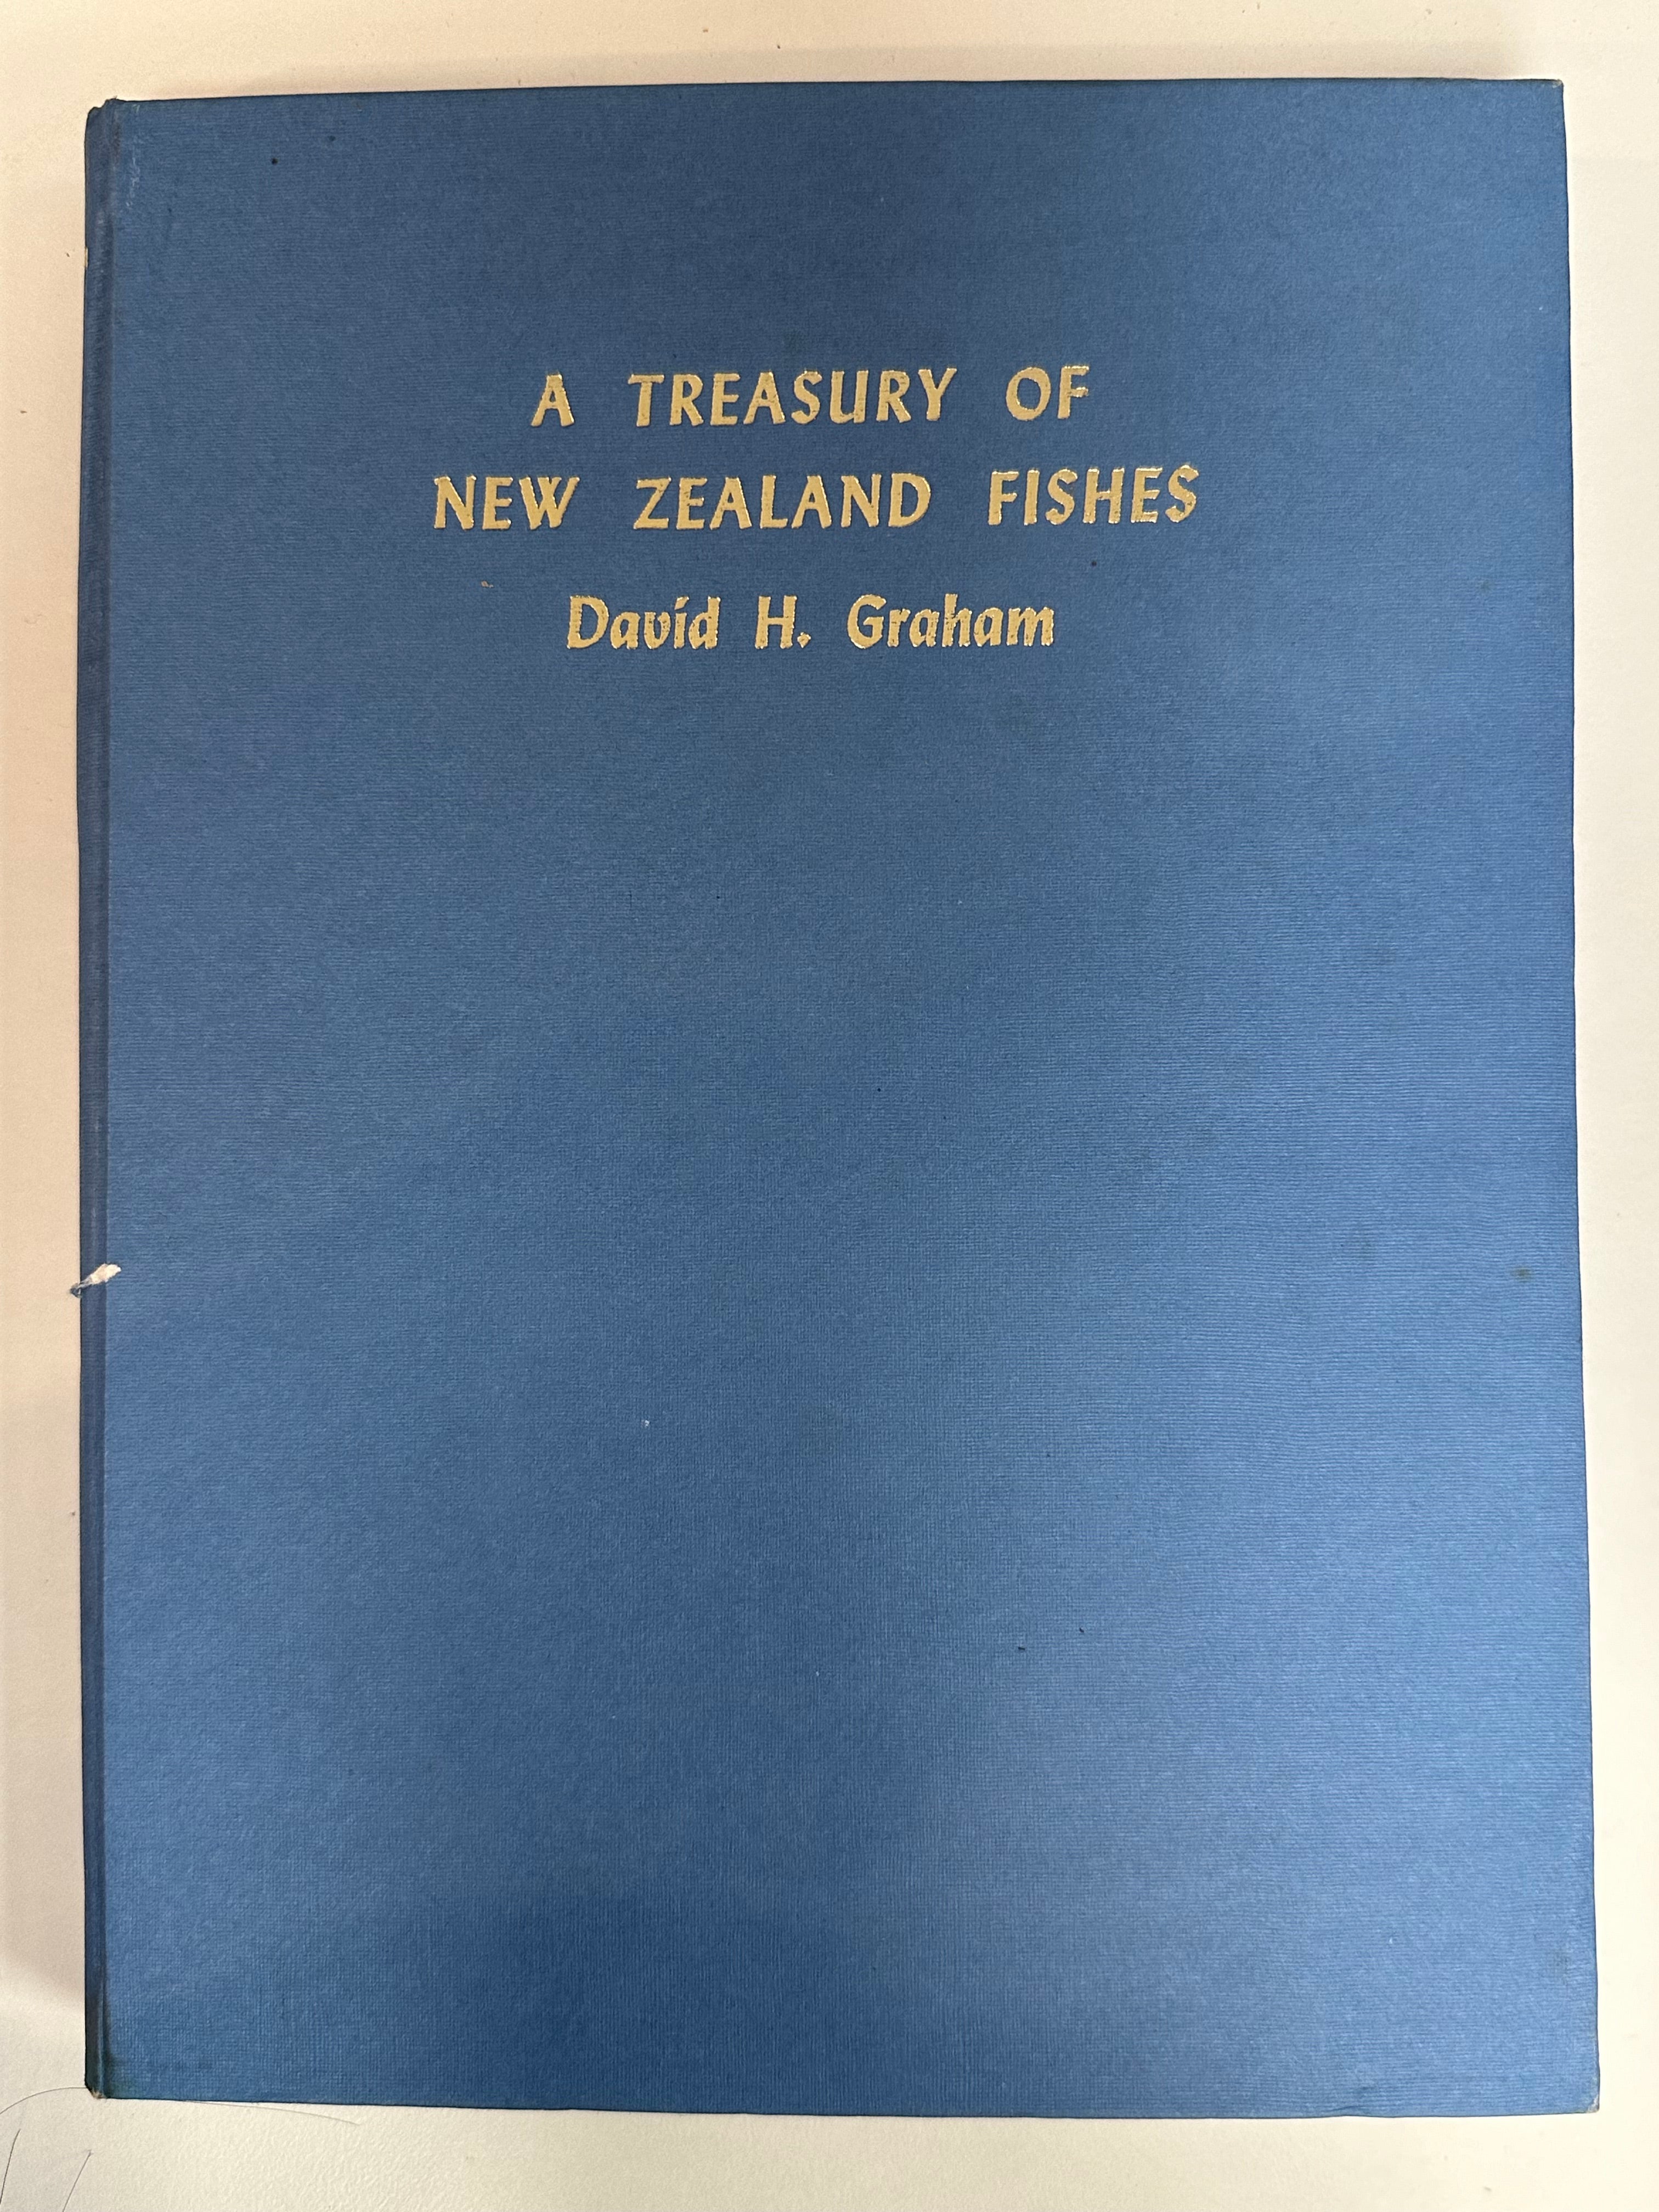 A TREASURY OF
NEW ZEALAND FISHES
David H. Graham